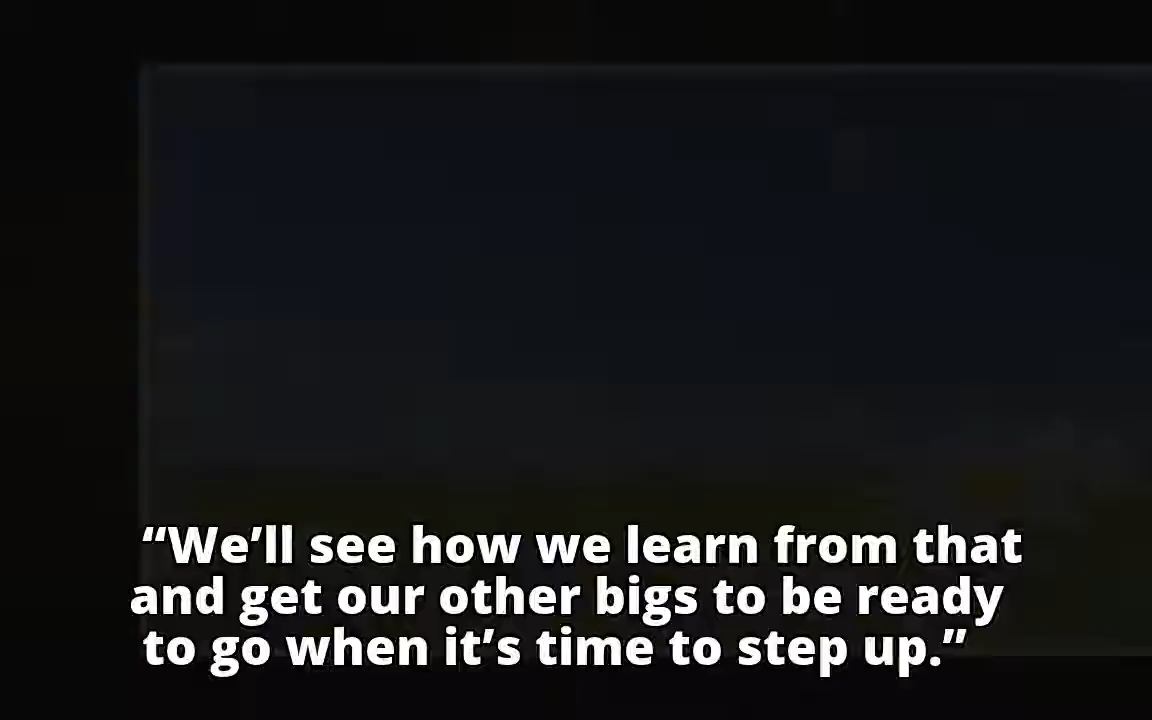 “We’ll see how we learn from that
and get our other bigs to be ready
to go when it’s time to step up.”